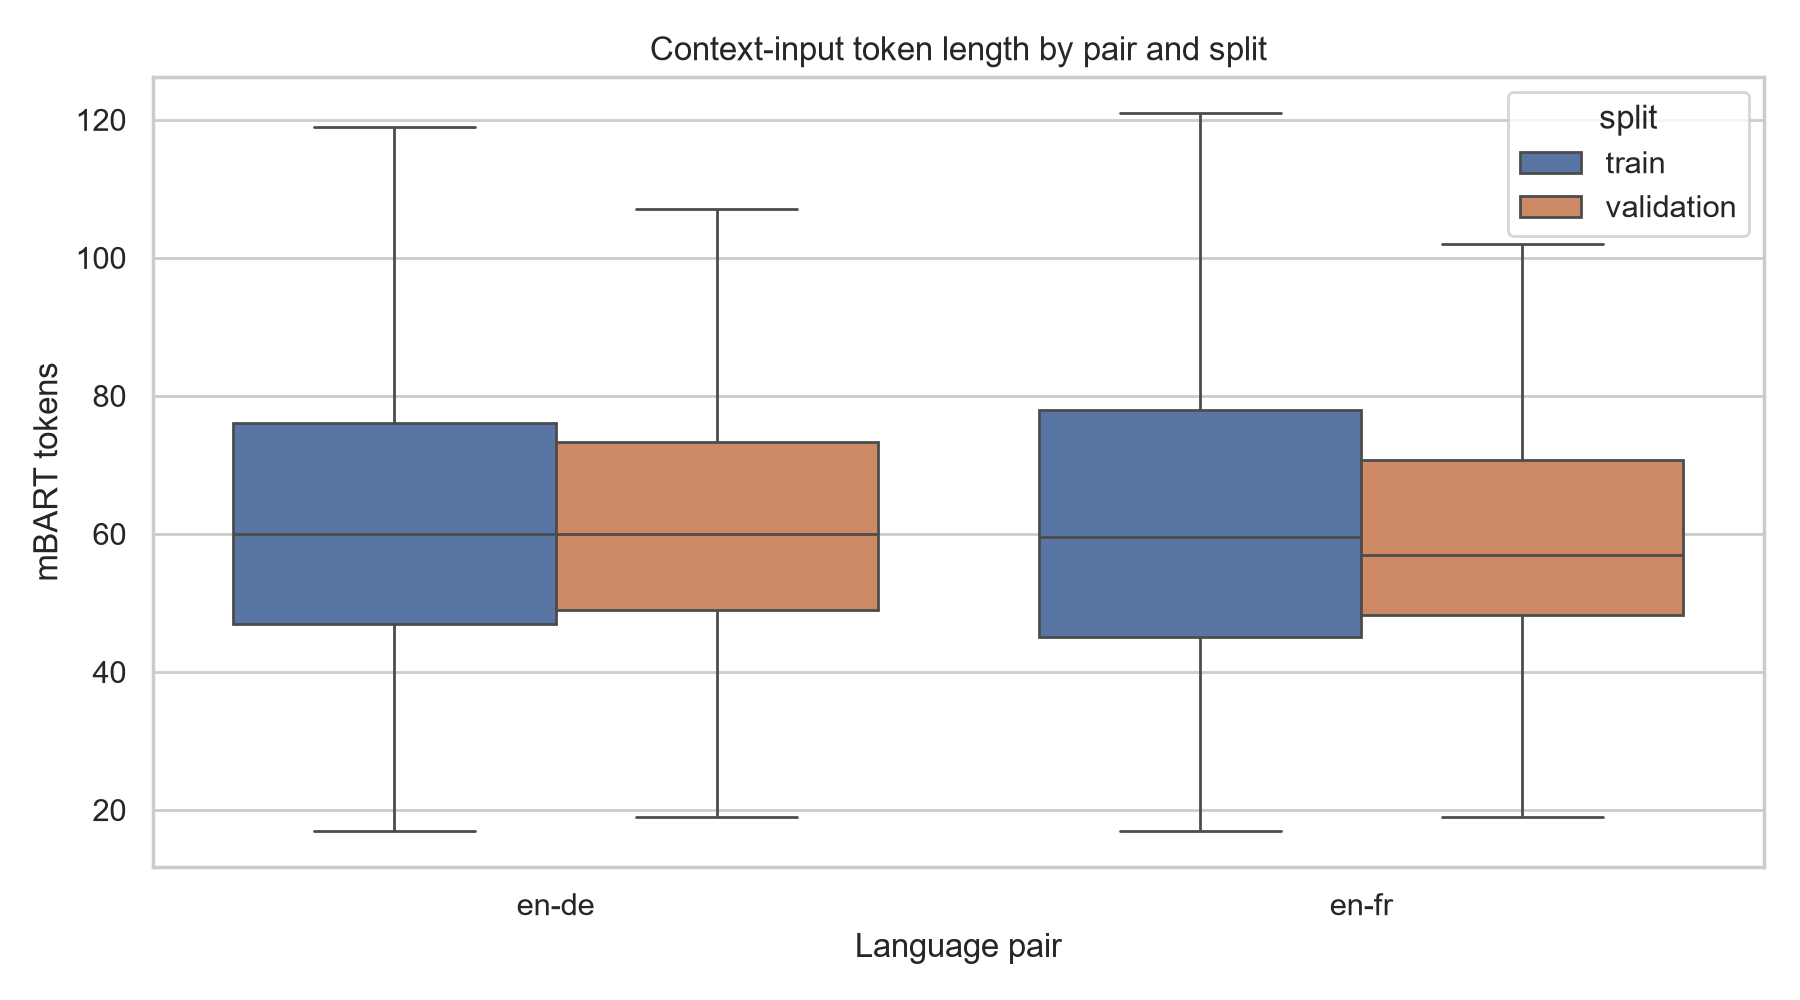 Context-input token length by pair and split
split
train
validation
120
100
80
60
40
20
mBART tokens
en-de
en-fr
Language pair